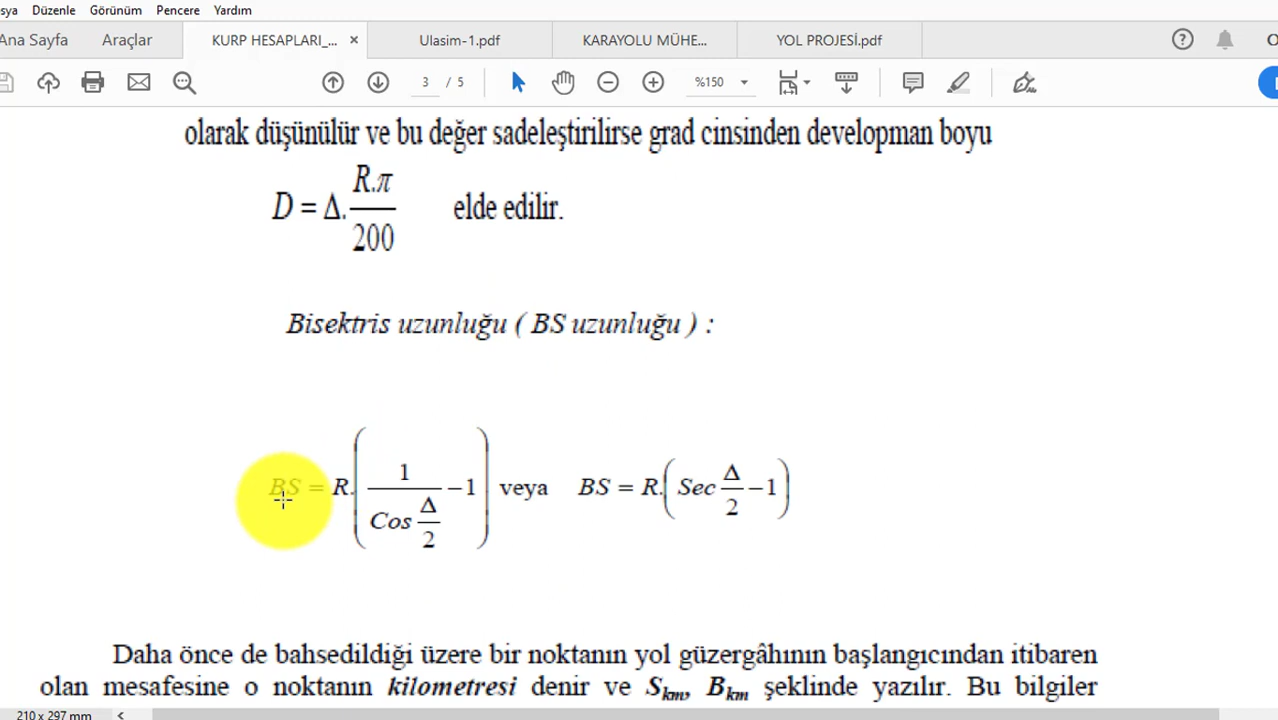 osya Düzenle Görünüm Pencere Yardım
Ana Sayfa Araçlar KURP HESAPLARI_... × Ulasim-1.pdf KARAYOLU MÜHE... YOL PROJESİ.pdf
3 / 5 %150
olarak düşünülür ve bu değer sadeleştirilirse grad cinsinden developman boyu
D = Δ. R.π / 200 elde edilir.
Bisektris uzunluğu ( BS uzunluğu ) :
BS = R. ( 1 / Cos Δ/2 −1 ) veya BS = R. ( Sec Δ/2 −1 )
Daha önce de bahsedildiği üzere bir noktanın yol güzergâhının başlangıcından itibaren
olan mesafesine o noktanın kilometresi denir ve Skm, Bkm şeklinde yazılır. Bu bilgiler
210 x 297 mm